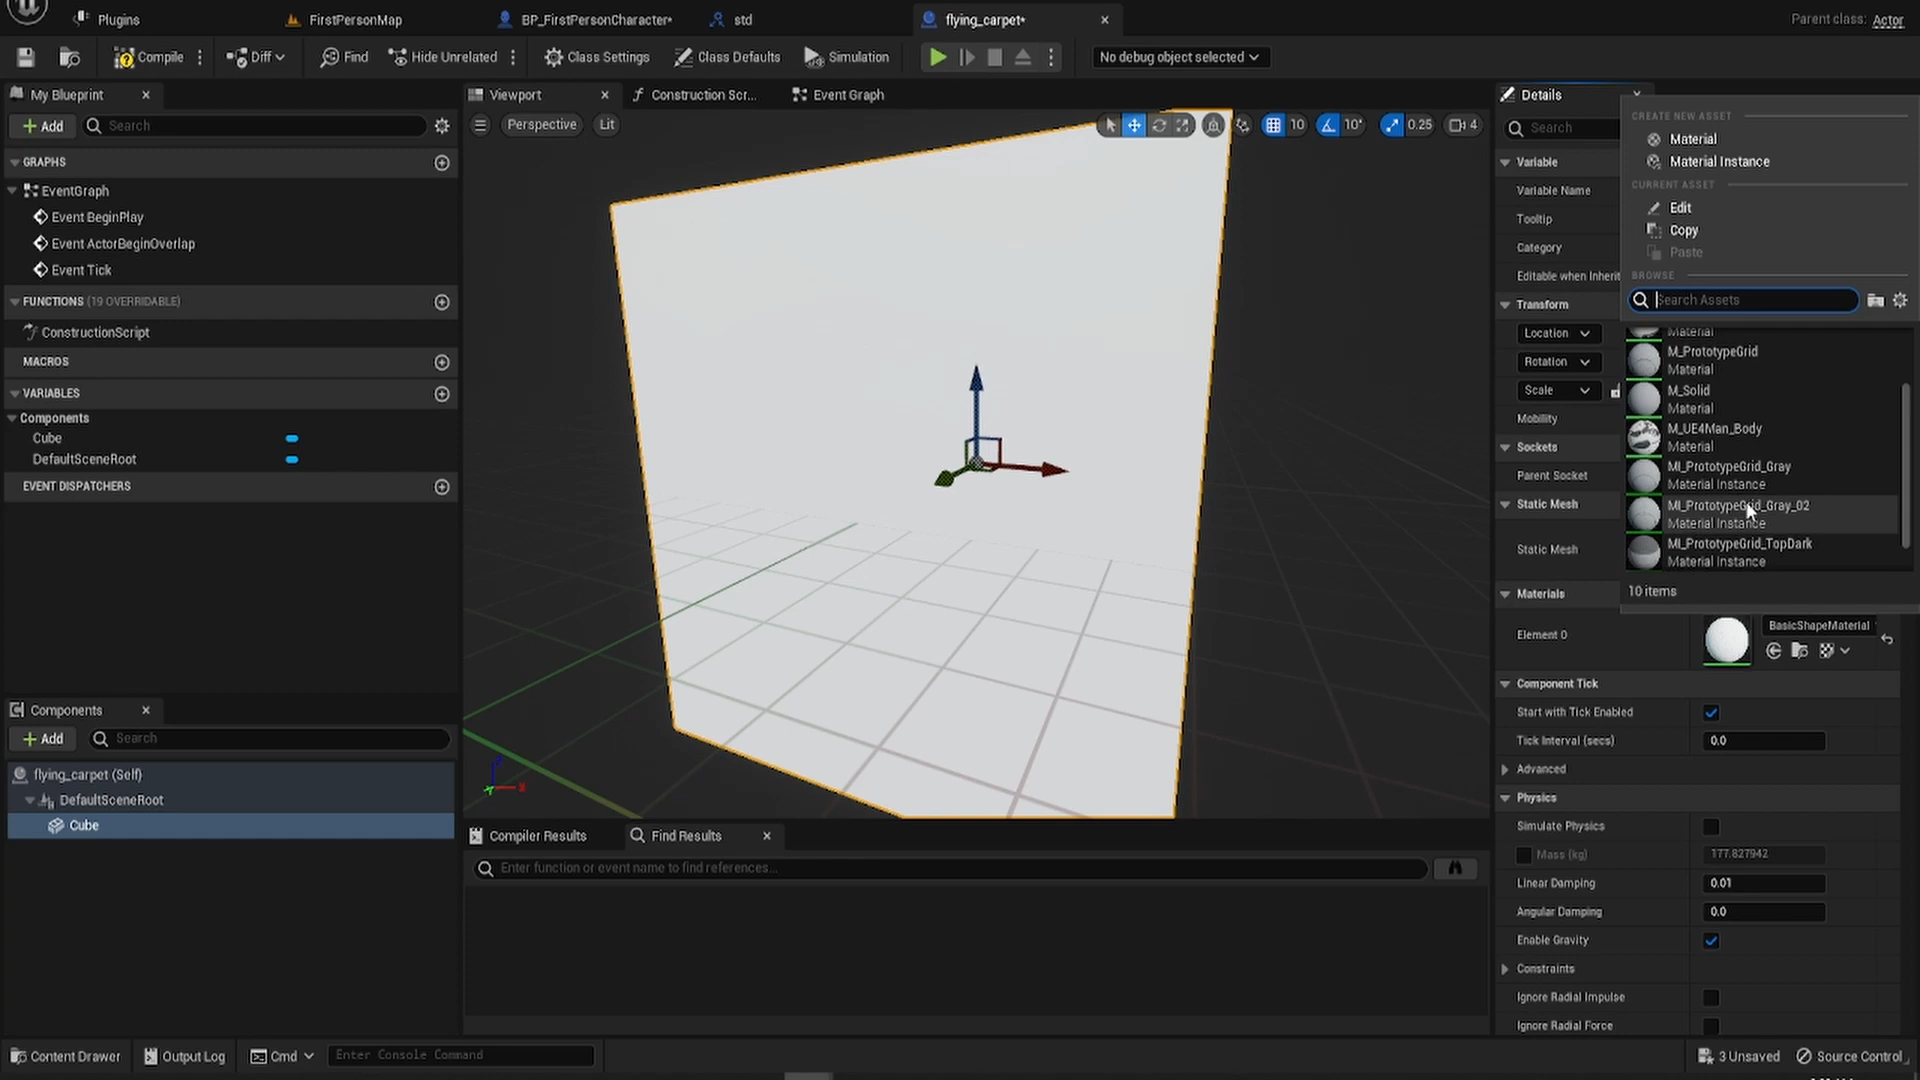 Plugins
FirstPersonMap
BP_FirstPersonCharacter*
std
flying_carpet*
Parent class: Actor
Compile
Diff
Find
Hide Unrelated
Class Settings
Class Defaults
Simulation
No debug object selected
My Blueprint
Add
Search
GRAPHS
EventGraph
Event BeginPlay
Event ActorBeginOverlap
Event Tick
FUNCTIONS (19 OVERRIDABLE)
ConstructionScript
MACROS
VARIABLES
Components
Cube
DefaultSceneRoot
EVENT DISPATCHERS
Components
Add
Search
flying_carpet (Self)
DefaultSceneRoot
Cube
Viewport
Construction Scr...
Event Graph
Perspective
Lit
10
10°
0.25
4
X
Compiler Results
Find Results
Enter function or event name to find references...
Details
Search
Variable
Variable Name
Tooltip
Category
Editable when Inherit
Transform
Location
Rotation
Scale
Mobility
Sockets
Parent Socket
Static Mesh
Static Mesh
Materials
Element 0
BasicShapeMaterial
CREATE NEW ASSET
Material
Material Instance
CURRENT ASSET
Edit
Copy
Paste
BROWSE
Search Assets
Material
M_PrototypeGrid
Material
M_Solid
Material
M_UE4Man_Body
Material
MI_PrototypeGrid_Gray
Material Instance
MI_PrototypeGrid_Gray_02
Material Instance
MI_PrototypeGrid_TopDark
Material Instance
10 items
Component Tick
Start with Tick Enabled
Tick Interval (secs)
0.0
Advanced
Physics
Simulate Physics
Mass (kg)
177.827942
Linear Damping
0.01
Angular Damping
0.0
Enable Gravity
Constraints
Ignore Radial Impulse
Ignore Radial Force
Content Drawer
Output Log
Cmd
Enter Console Command
3 Unsaved
Source Control